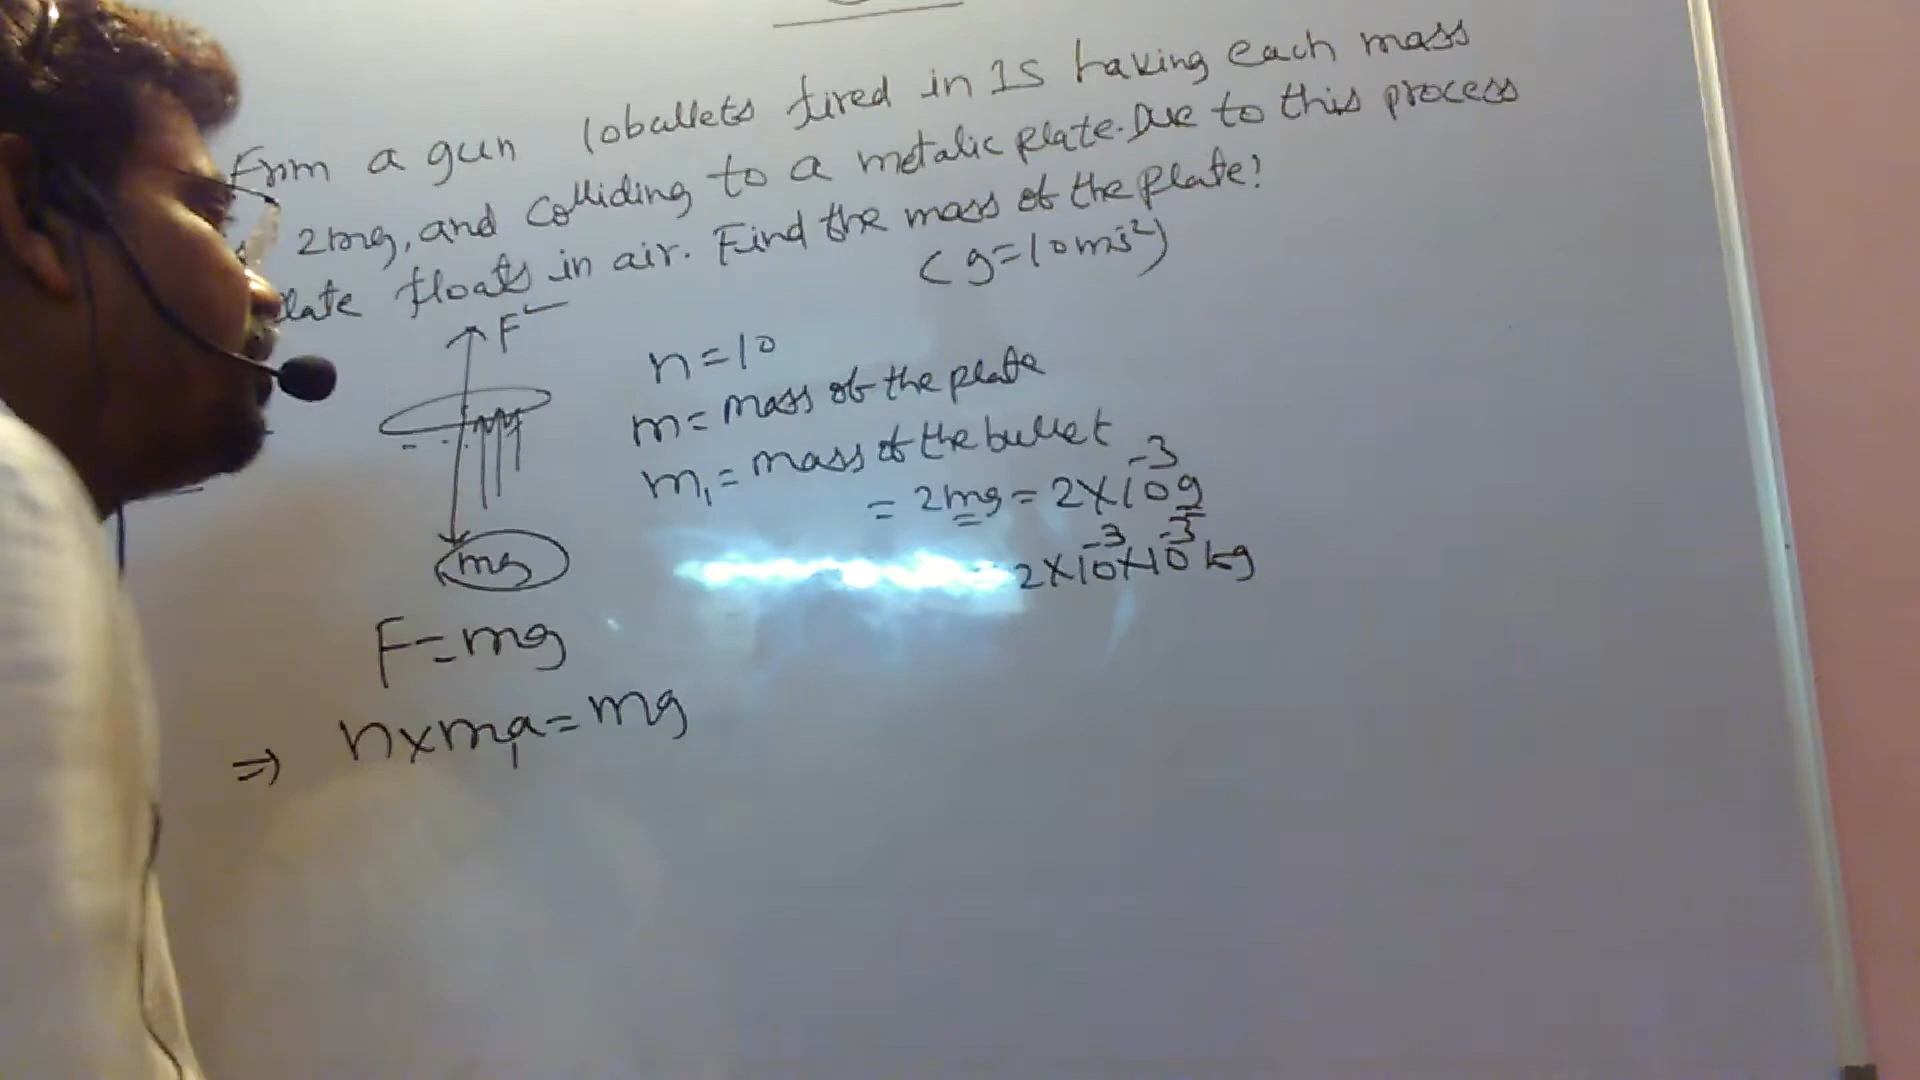 From a gun 10bullets fired in 1S having each mass
2mg, and Colliding to a metalic plate. Due to this process
late floats in air. Find the mass of the plate?
(g=10ms⁻²)
F
n=10
m= mass of the plate
m₁= mass of the bullet
= 2mg = 2×10⁻³g
2×10⁻³×10⁻³ kg
mg
F=mg
⇒ n×m₁a=mg